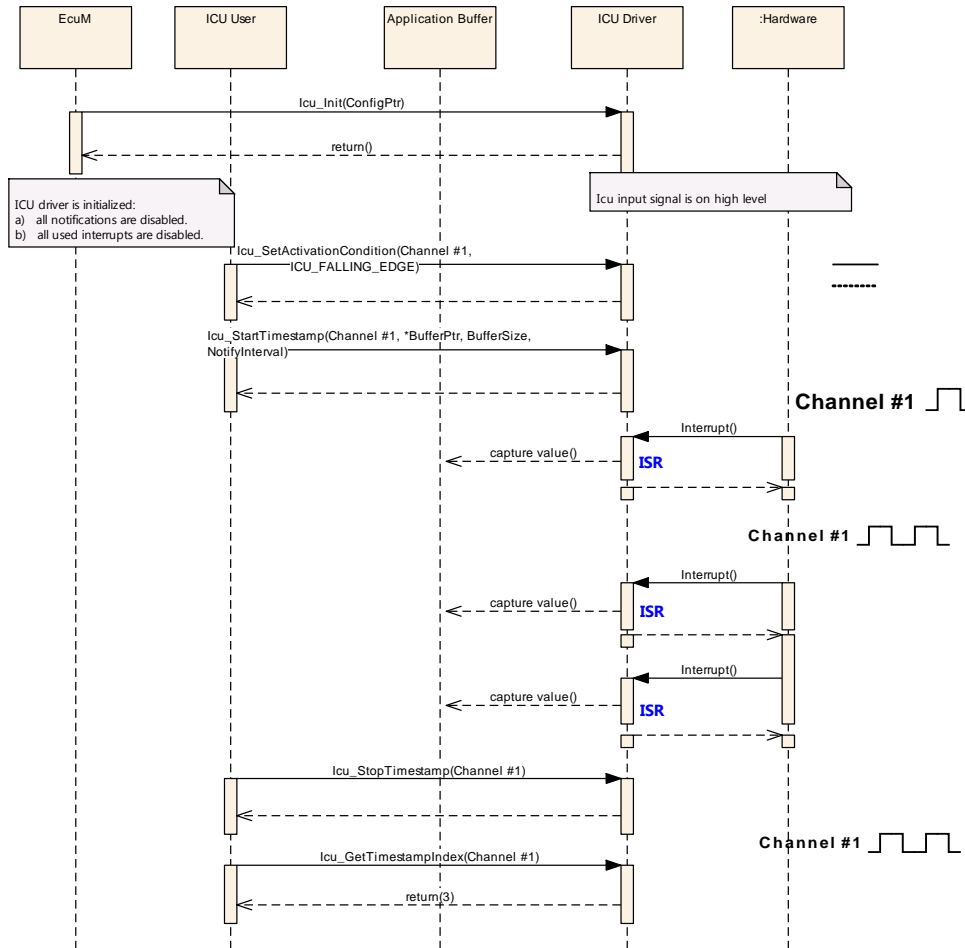 EcuM
ICU User
Application Buffer
ICU Driver
:Hardware
Icu_Init(ConfigPtr)
return()
ICU driver is initialized:
a) all notifications are disabled.
b) all used interrupts are disabled.
Icu input signal is on high level
Icu_SetActivationCondition(Channel #1,
ICU_FALLING_EDGE)
Icu_StartTimestamp(Channel #1, *BufferPtr, BufferSize,
NotifyInterval)
Channel #1
Interrupt()
capture value()
ISR
Channel #1
Interrupt()
capture value()
ISR
Interrupt()
capture value()
ISR
Icu_StopTimestamp(Channel #1)
Channel #1
Icu_GetTimestampIndex(Channel #1)
return(3)